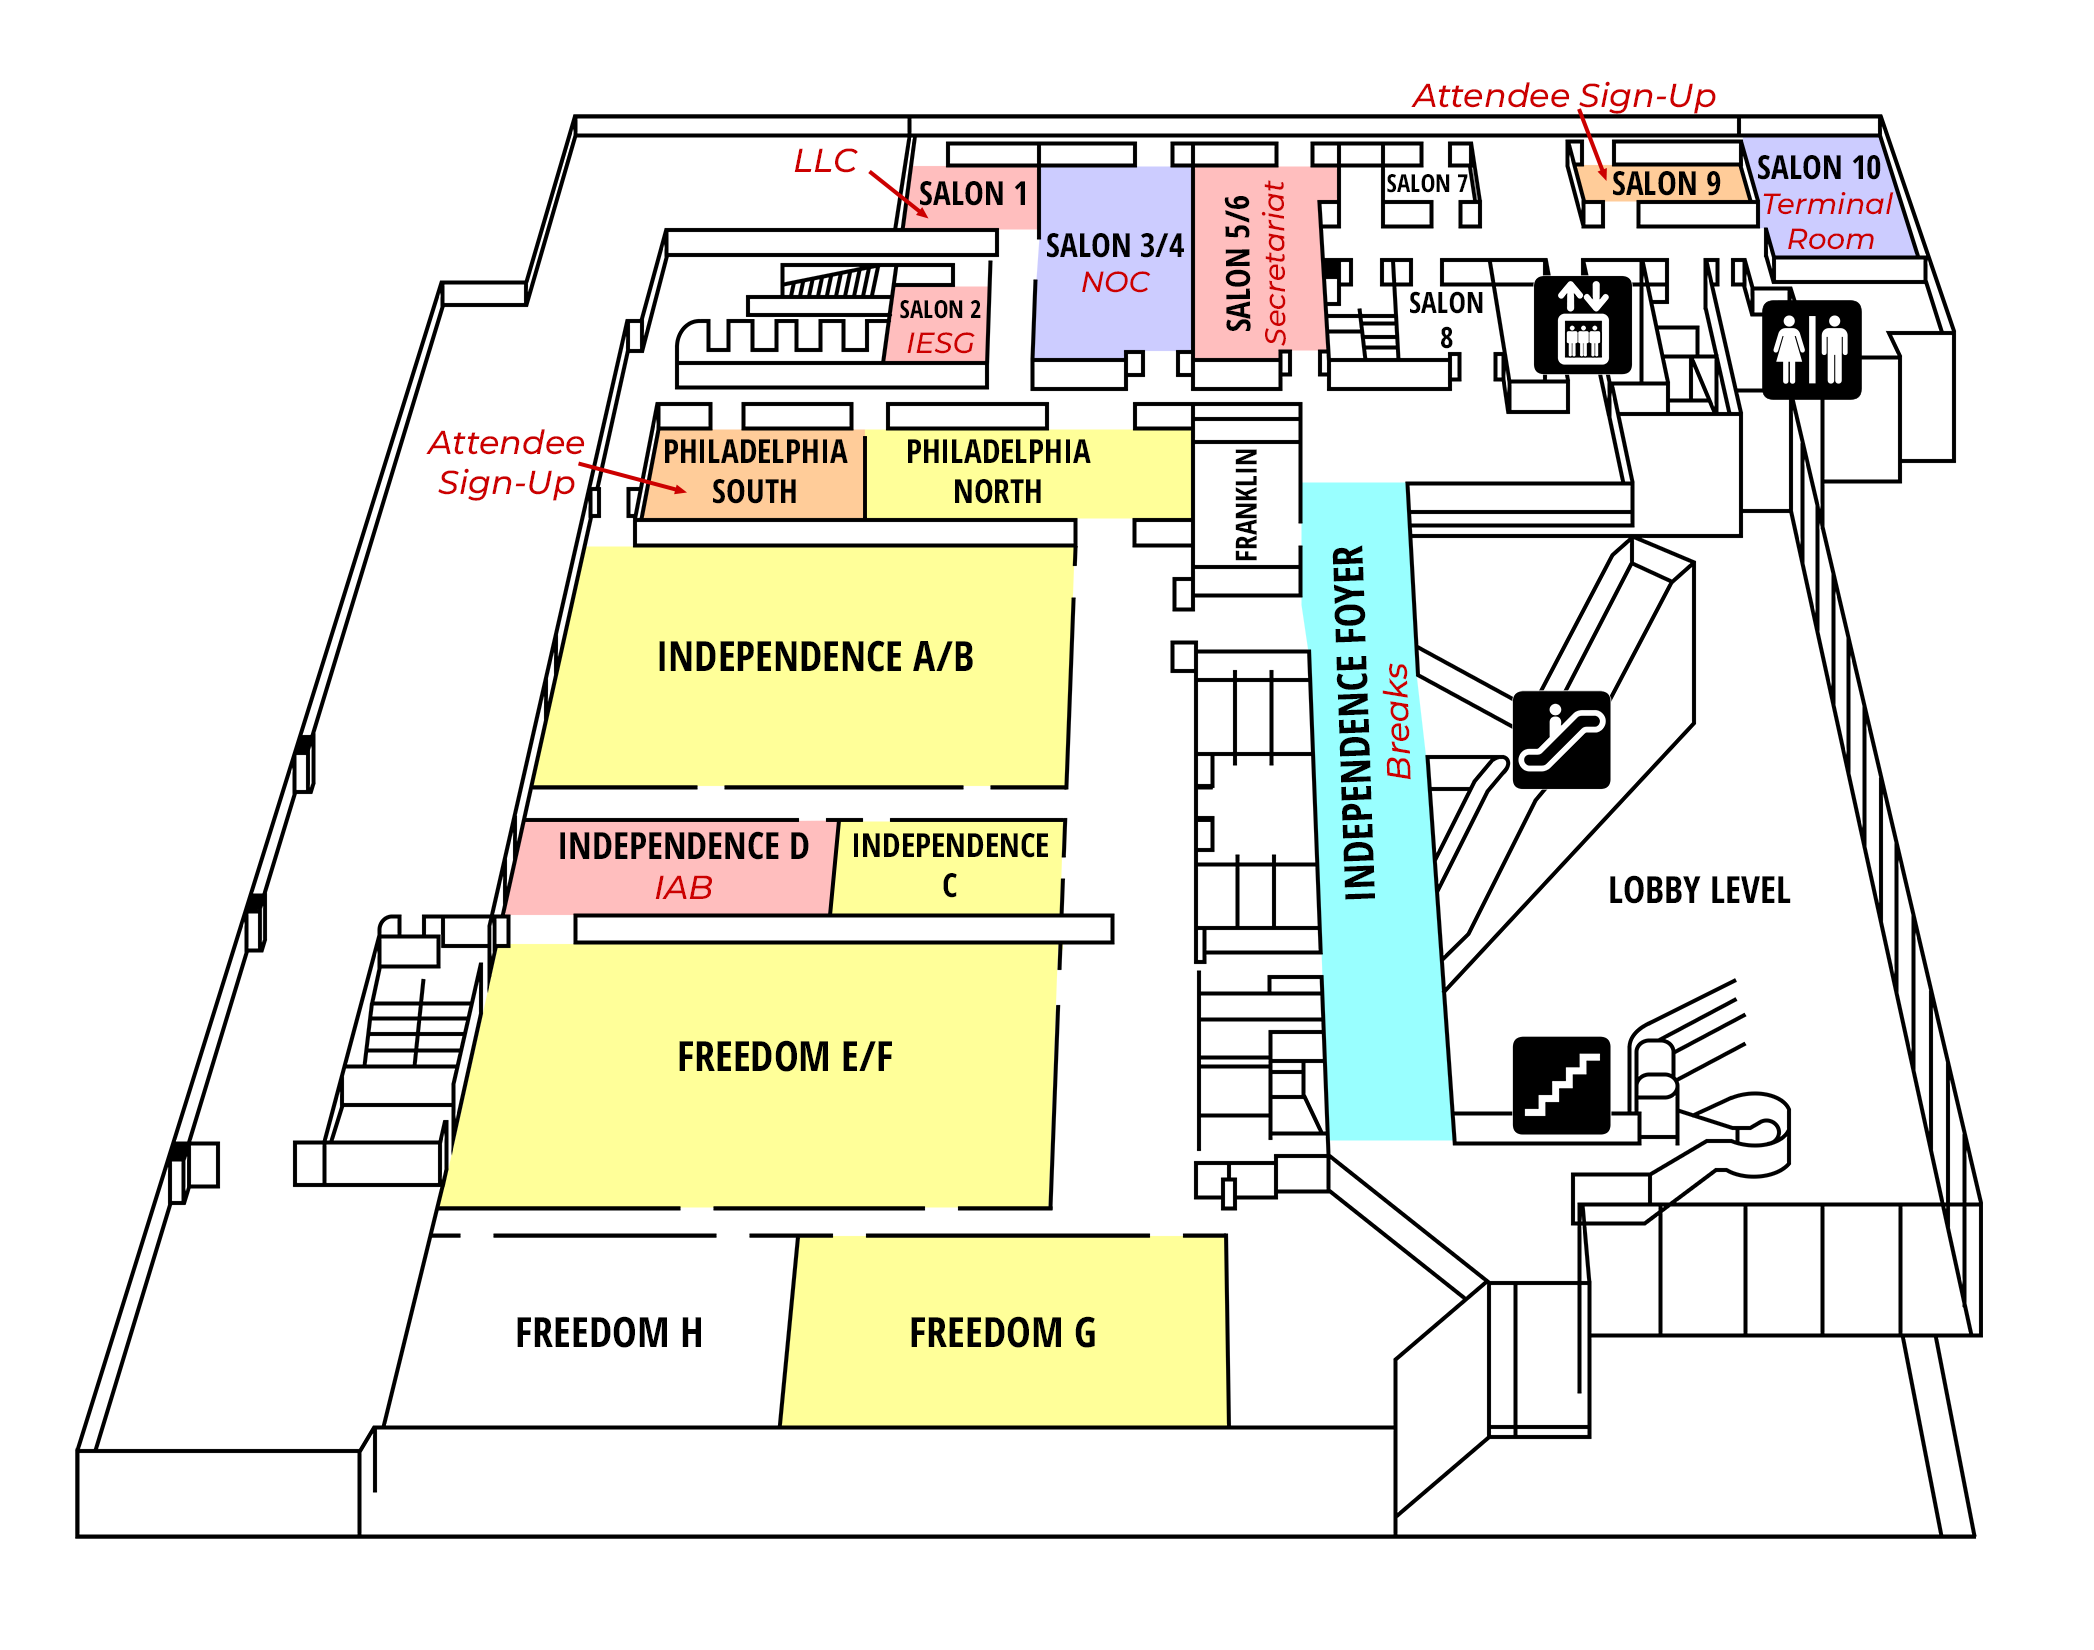 Attendee Sign-Up
LLC
SALON 1
SALON 3/4
NOC
SALON 5/6
Secretariat
SALON 7
SALON 9
SALON 10
Terminal
Room
SALON 2
IESG
SALON
8
Attendee
Sign-Up
PHILADELPHIA
SOUTH
PHILADELPHIA
NORTH
FRANKLIN
INDEPENDENCE FOYER
Breaks
INDEPENDENCE A/B
INDEPENDENCE D
IAB
INDEPENDENCE
C
LOBBY LEVEL
FREEDOM E/F
FREEDOM H
FREEDOM G